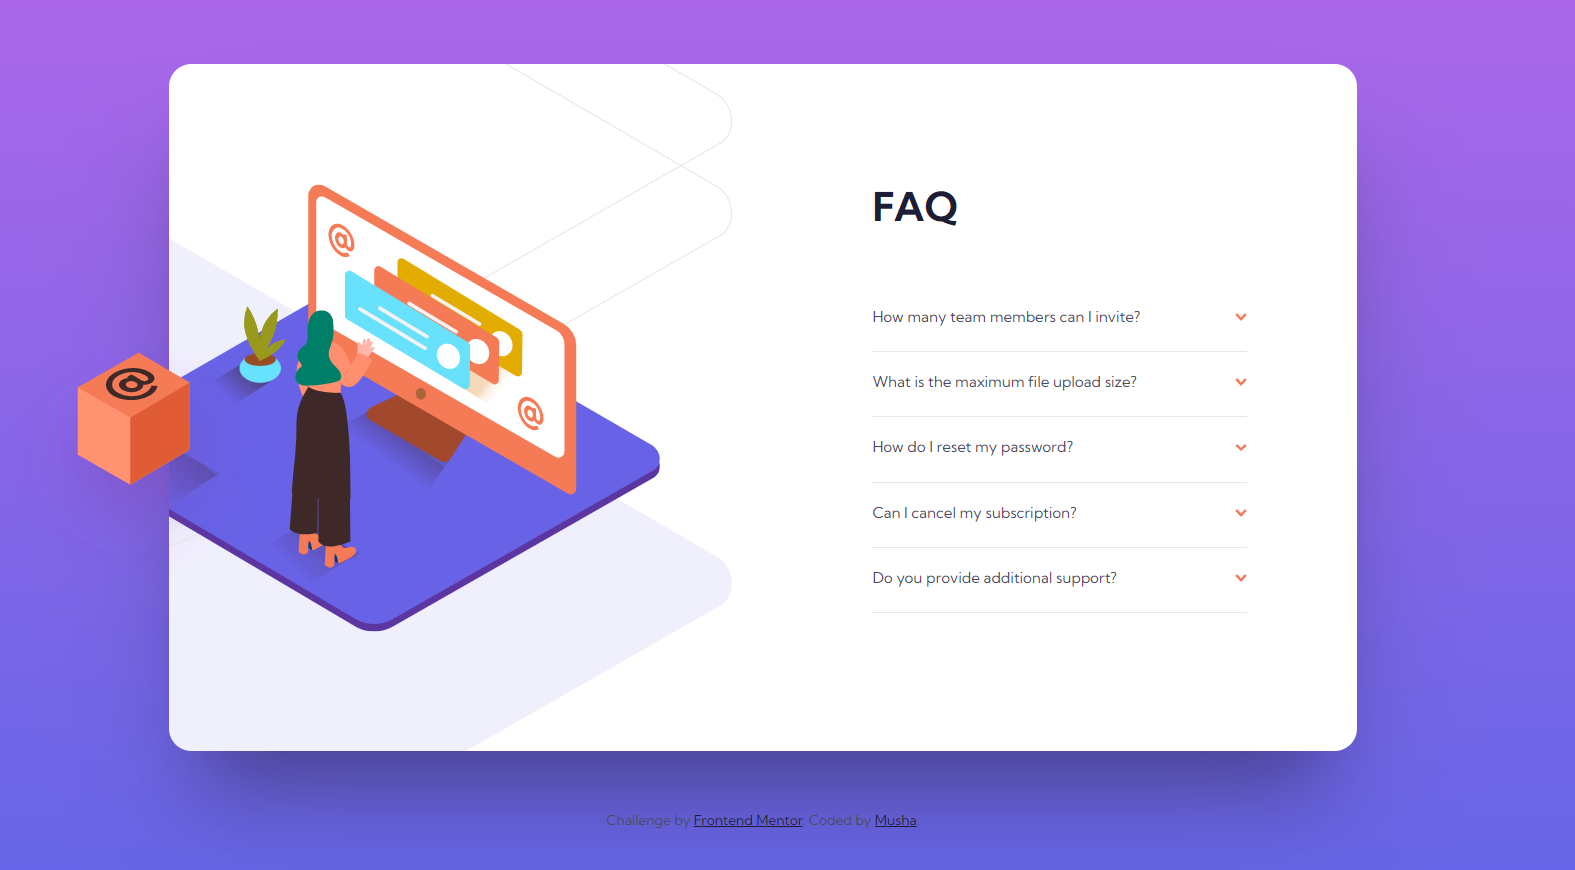 FAQ
How many team members can I invite?
What is the maximum file upload size?
How do I reset my password?
Can I cancel my subscription?
Do you provide additional support?
@
@
@
Challenge by Frontend Mentor. Coded by Musha.